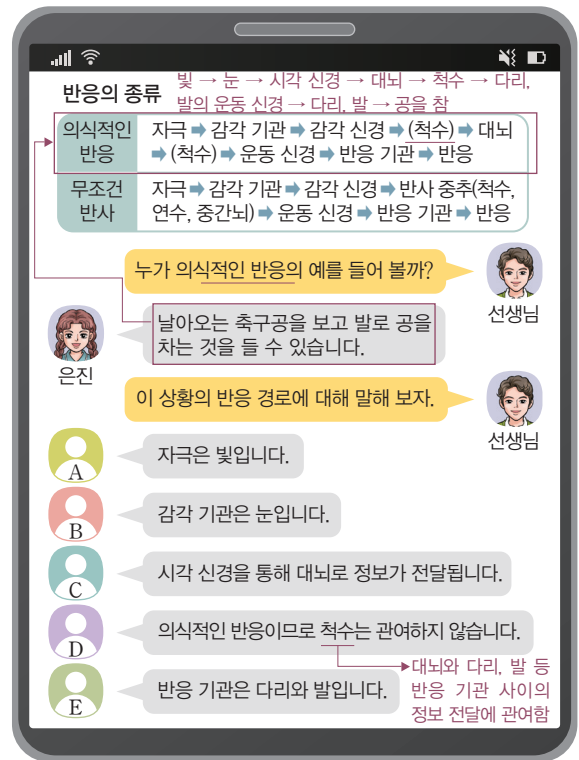 반응의 종류
빛 → 눈 → 시각 신경 → 대뇌 → 척수 → 다리,
발의 운동 신경 → 다리, 발 → 공을 참
의식적인 반응
자극 ➡ 감각 기관 ➡ 감각 신경 ➡ (척수) ➡ 대뇌
➡ (척수) ➡ 운동 신경 ➡ 반응 기관 ➡ 반응
무조건 반사
자극 ➡ 감각 기관 ➡ 감각 신경 ➡ 반사 중추(척수,
연수, 중간뇌) ➡ 운동 신경 ➡ 반응 기관 ➡ 반응
누가 의식적인 반응의 예를 들어 볼까?
선생님
날아오는 축구공을 보고 발로 공을
차는 것을 들 수 있습니다.
은진
이 상황의 반응 경로에 대해 말해 보자.
선생님
A
자극은 빛입니다.
B
감각 기관은 눈입니다.
C
시각 신경을 통해 대뇌로 정보가 전달됩니다.
D
의식적인 반응이므로 척수는 관여하지 않습니다.
대뇌와 다리, 발 등
반응 기관 사이의
정보 전달에 관여함
E
반응 기관은 다리와 발입니다.